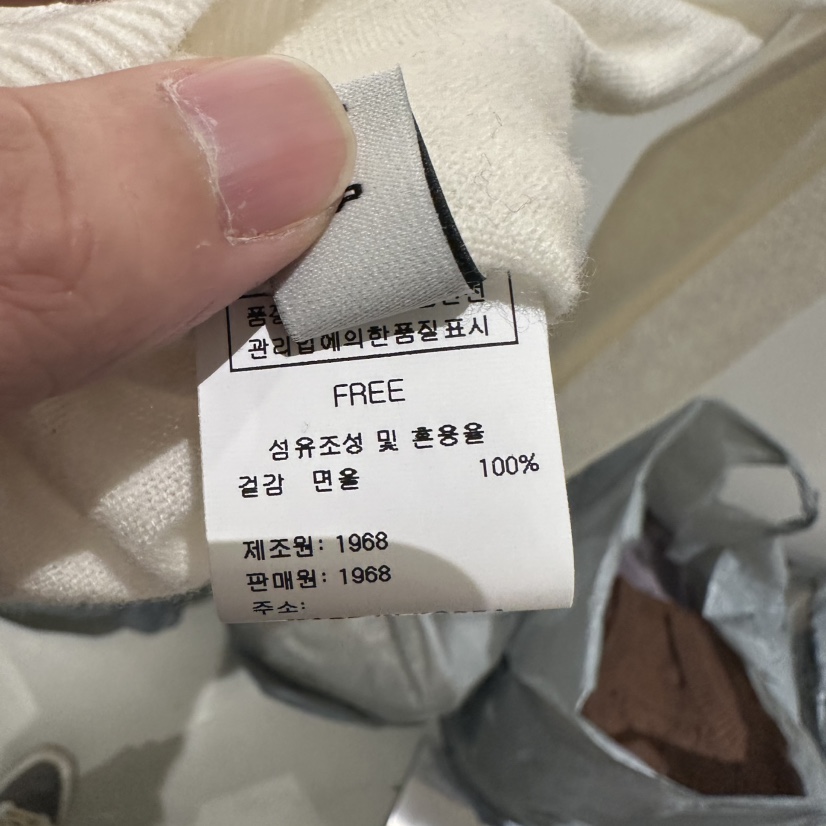 관리법에의한품질표시
FREE
섬유조성 및 혼용율
겉감 면울 100%
제조원: 1968
판매원: 1968
주소: